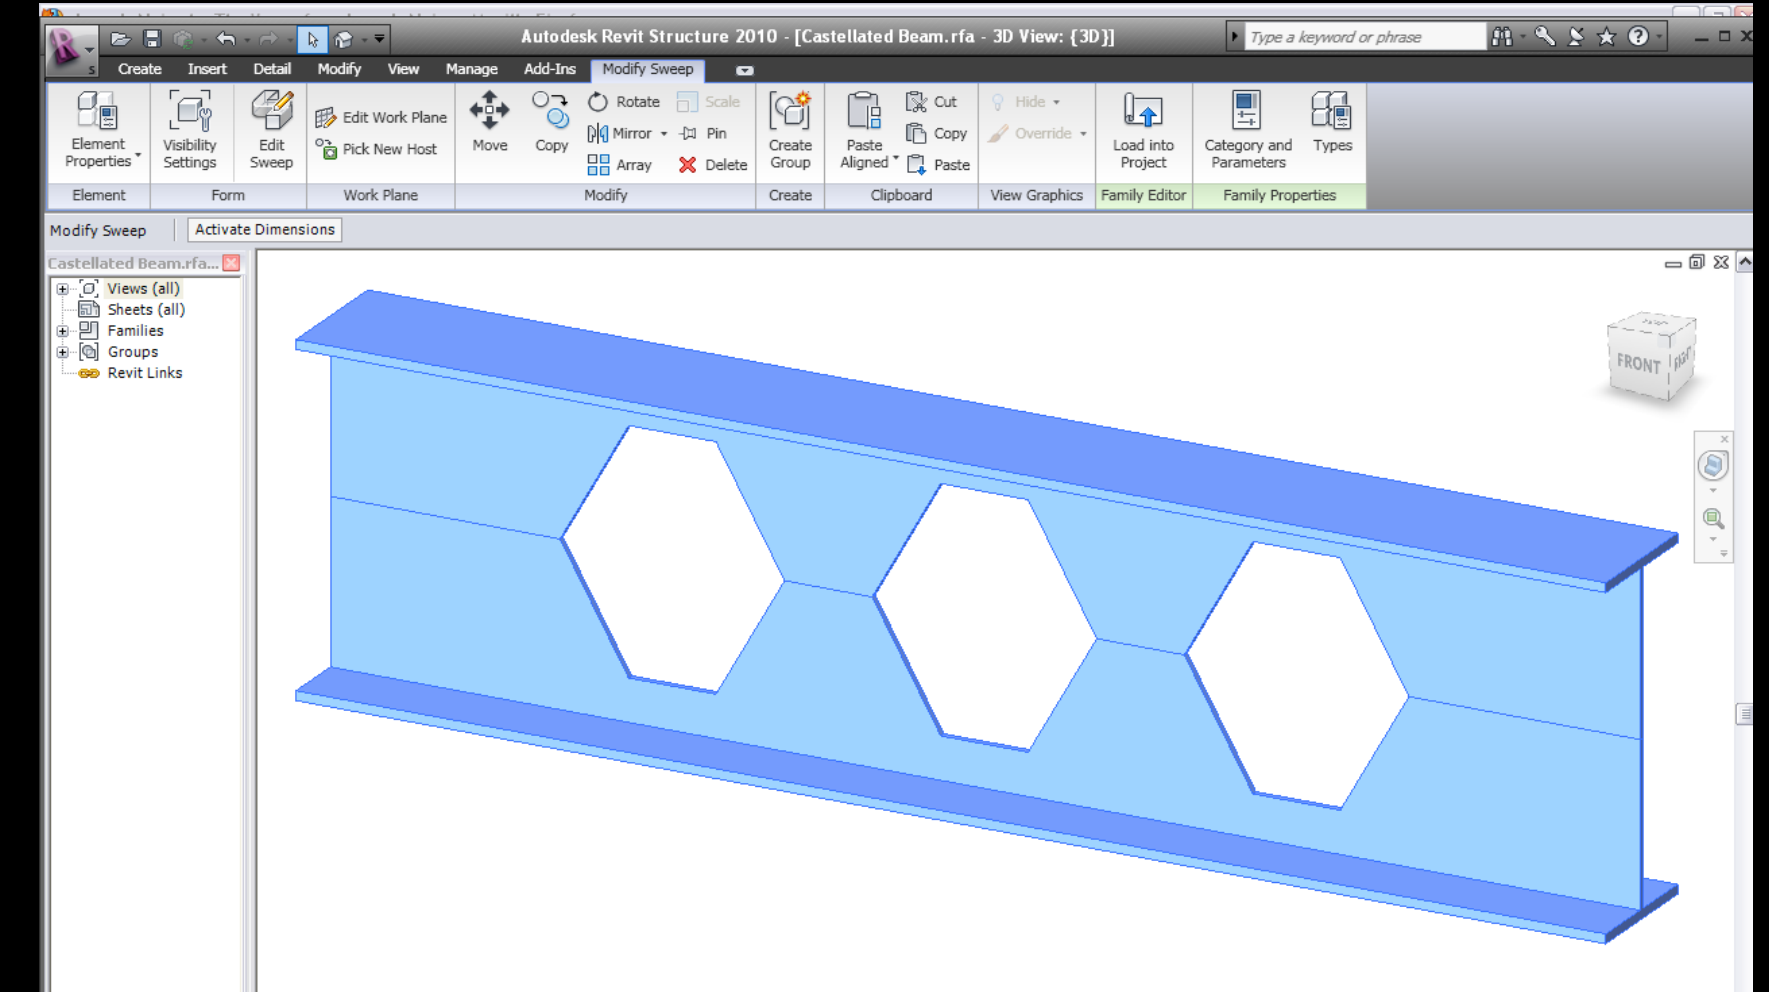 Autodesk Revit Structure 2010 - [Castellated Beam.rfa - 3D View: {3D}]
Type a keyword or phrase
S
Create Insert Detail Modify View Manage Add-Ins Modify Sweep
Element Properties
Visibility Settings
Edit Sweep
Edit Work Plane
Pick New Host
Move
Copy
Rotate
Scale
Mirror
Pin
Array
Delete
Create Group
Paste Aligned
Cut
Copy
Paste
Hide
Override
Load into Project
Category and Parameters
Types
Element Form Work Plane Modify Create Clipboard View Graphics Family Editor Family Properties
Modify Sweep Activate Dimensions
Castellated Beam.rfa...
Views (all)
Sheets (all)
Families
Groups
Revit Links
TOP
FRONT
RIGHT